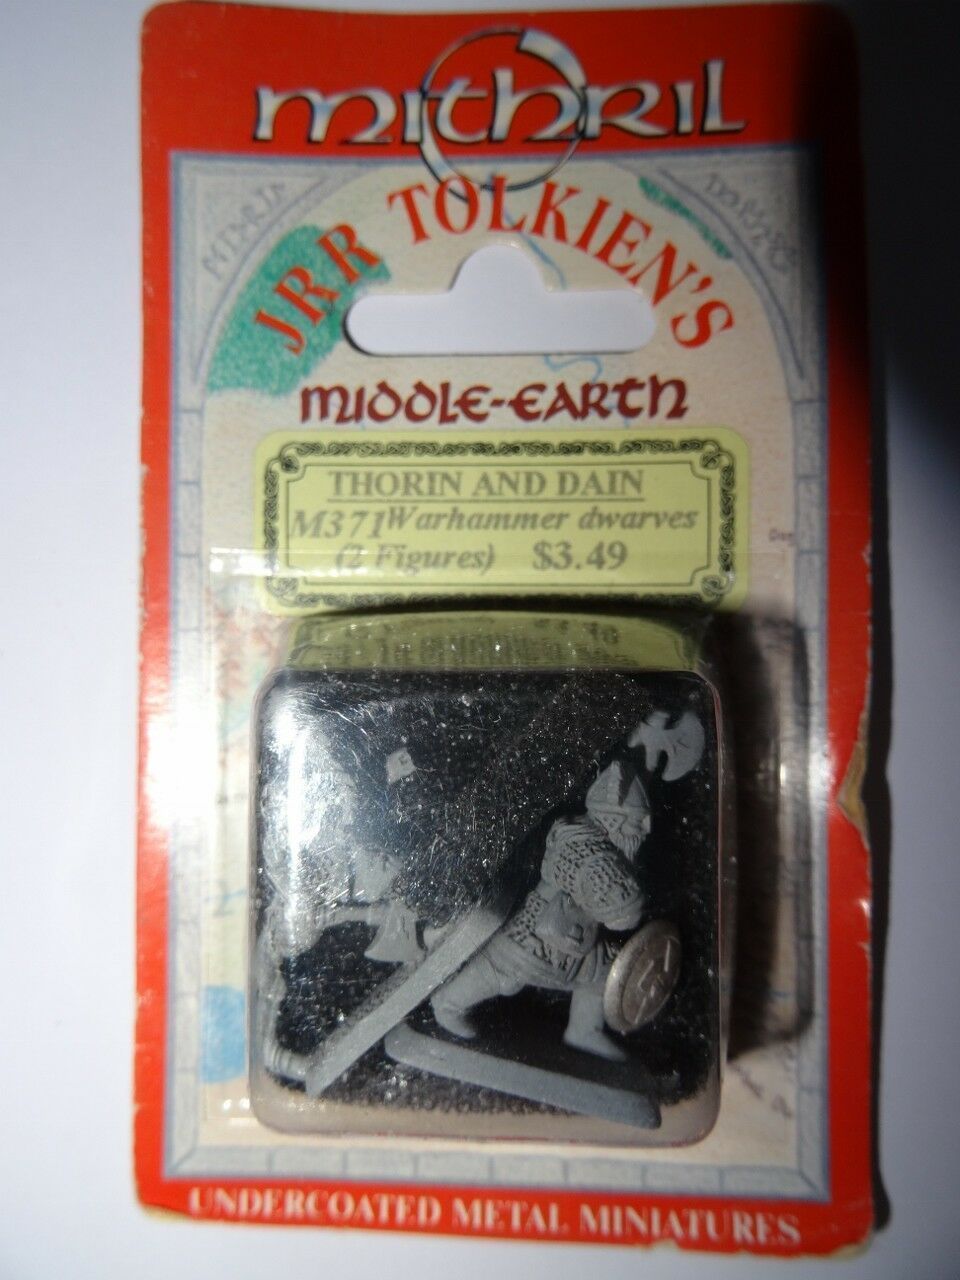 mithril
JRR TOLKIEN'S
MIDDLE-EARTH
THORIN AND DAIN
M371 Warhammer dwarves
(2 Figures) $3.49
UNDERCOATED METAL MINIATURES